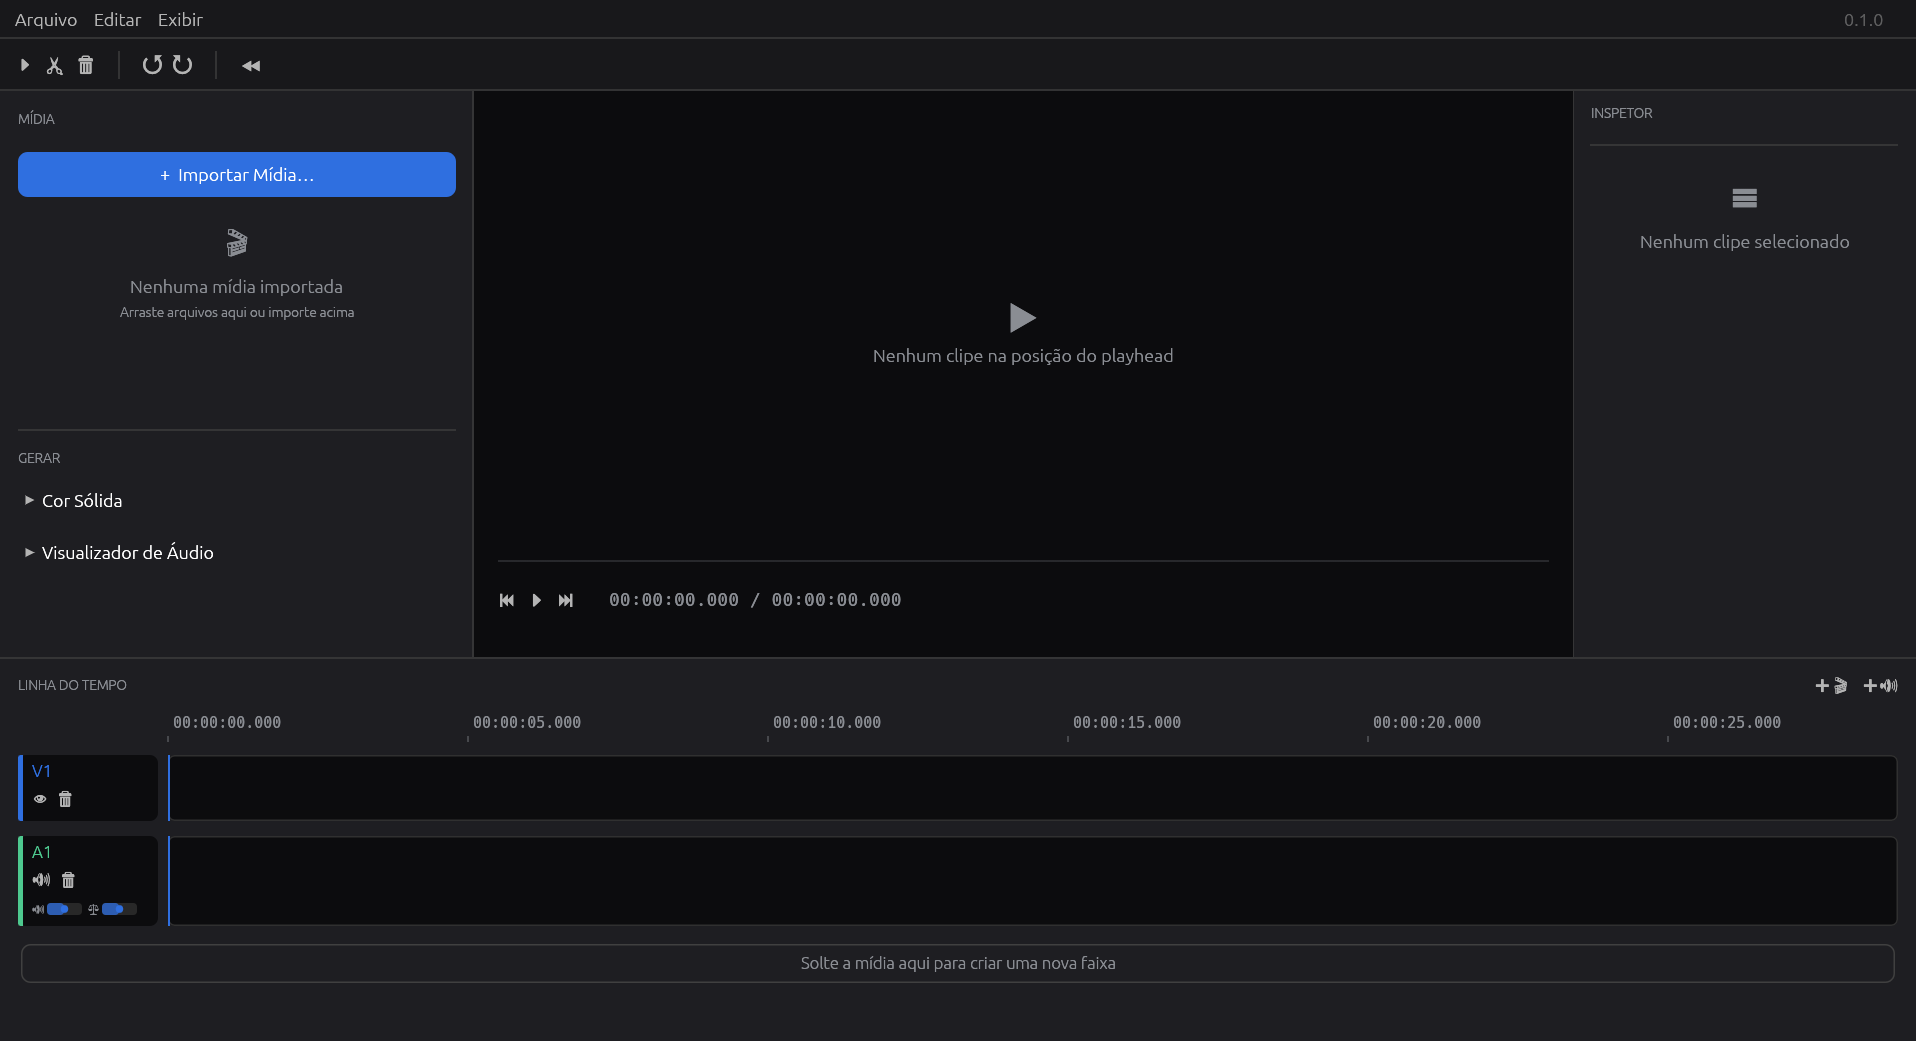 Arquivo Editar Exibir
0.1.0
MÍDIA
+ Importar Mídia...
Nenhuma mídia importada
Arraste arquivos aqui ou importe acima
GERAR
Cor Sólida
Visualizador de Áudio
Nenhum clipe na posição do playhead
00:00:00.000 / 00:00:00.000
INSPETOR
Nenhum clipe selecionado
LINHA DO TEMPO
00:00:00.000 00:00:05.000 00:00:10.000 00:00:15.000 00:00:20.000 00:00:25.000
V1
A1
Solte a mídia aqui para criar uma nova faixa